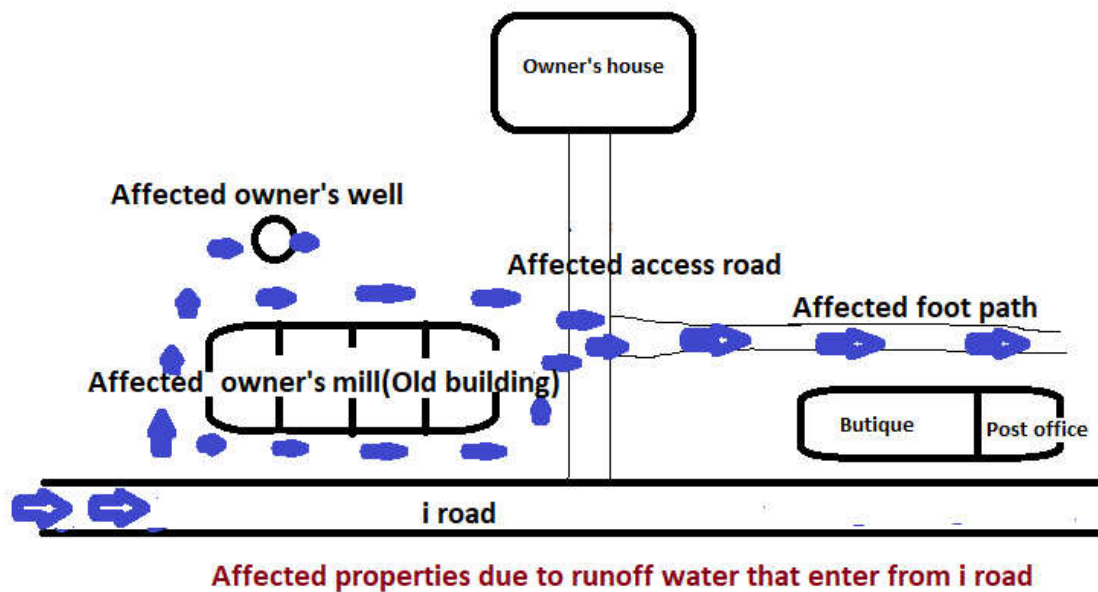 Owner's house
Affected owner's well
Affected access road
Affected foot path
Affected owner's mill(Old building)
Butique
Post office
i road
Affected properties due to runoff water that enter from i road